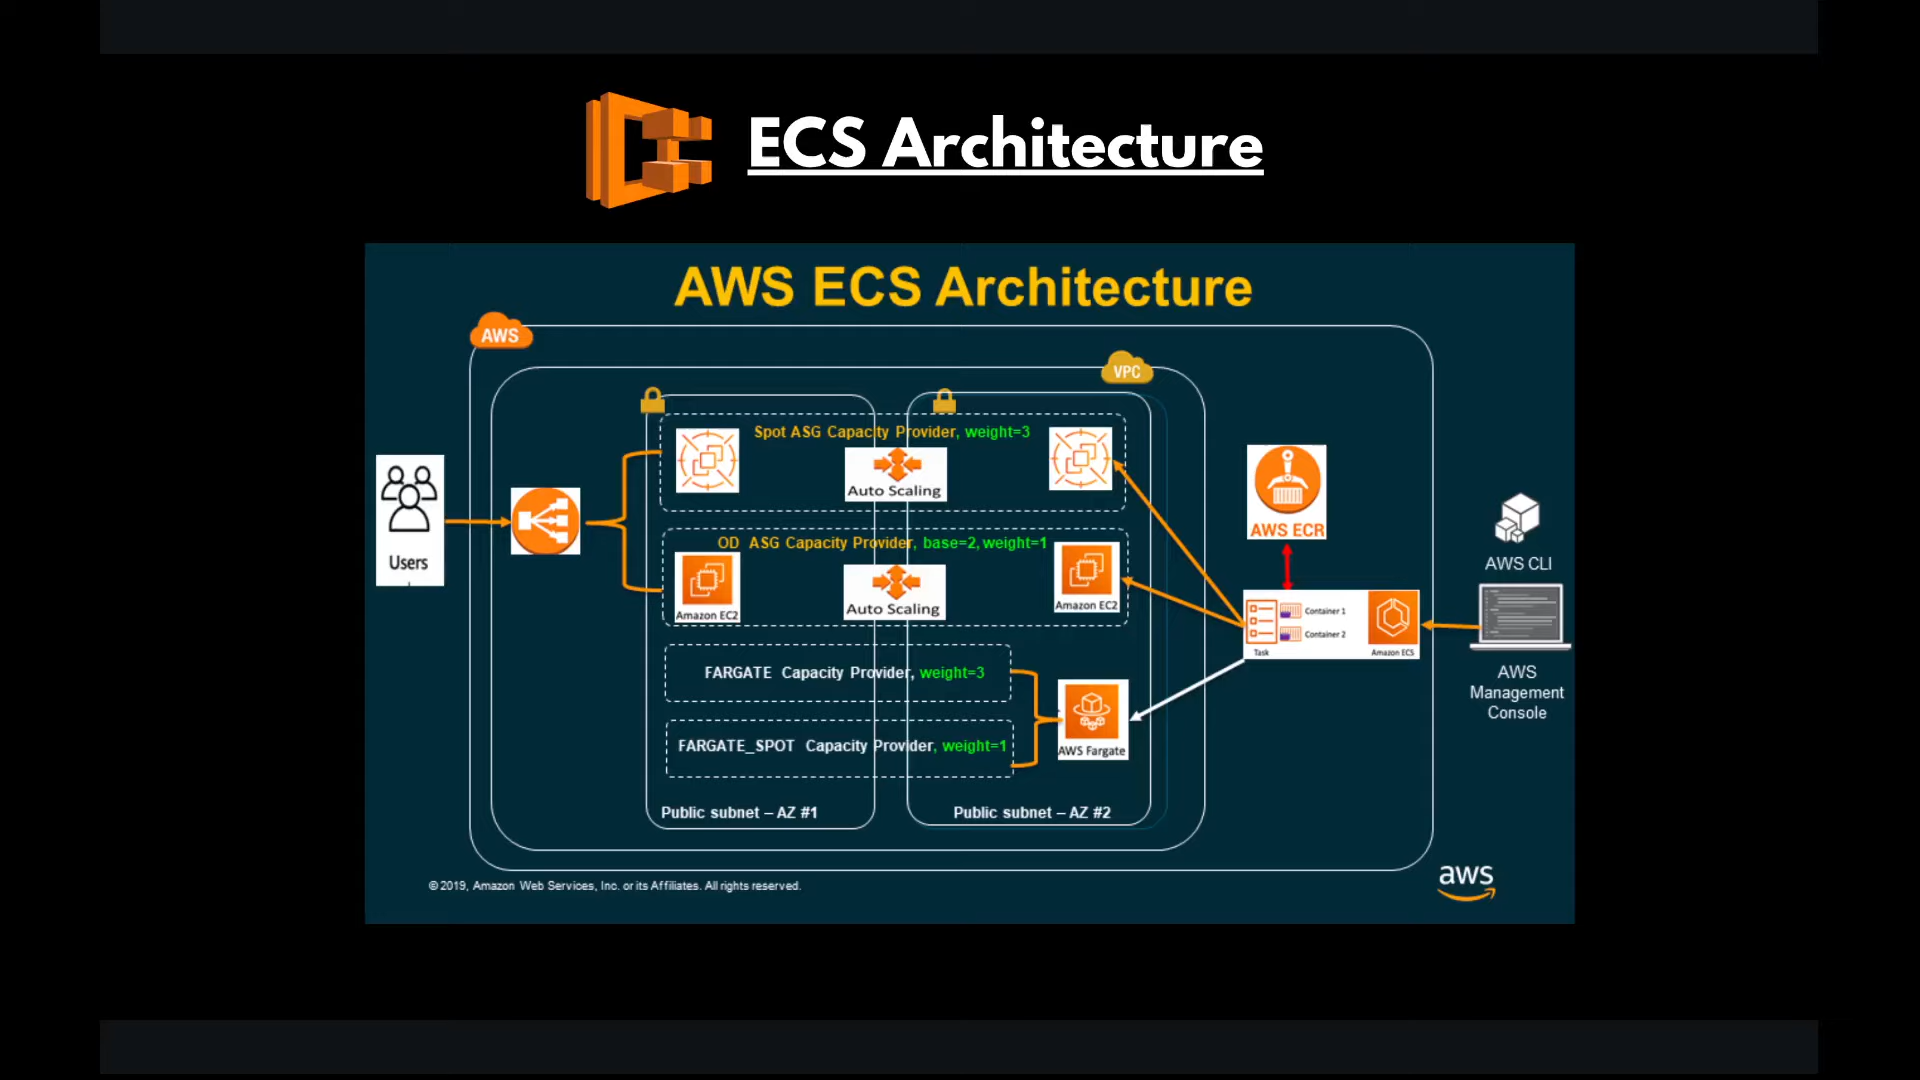 ECS Architecture
AWS ECS Architecture
AWS
VPC
Spot ASG Capacity Provider, weight=3
Auto Scaling
OD ASG Capacity Provider, base=2, weight=1
Amazon EC2
Auto Scaling
Amazon EC2
FARGATE Capacity Provider, weight=3
FARGATE_SPOT Capacity Provider, weight=1
AWS Fargate
Public subnet – AZ #1
Public subnet – AZ #2
Users
AWS ECR
Container 1
Container 2
Task
Amazon ECS
AWS CLI
AWS
Management
Console
© 2019, Amazon Web Services, Inc. or its Affiliates. All rights reserved.
aws